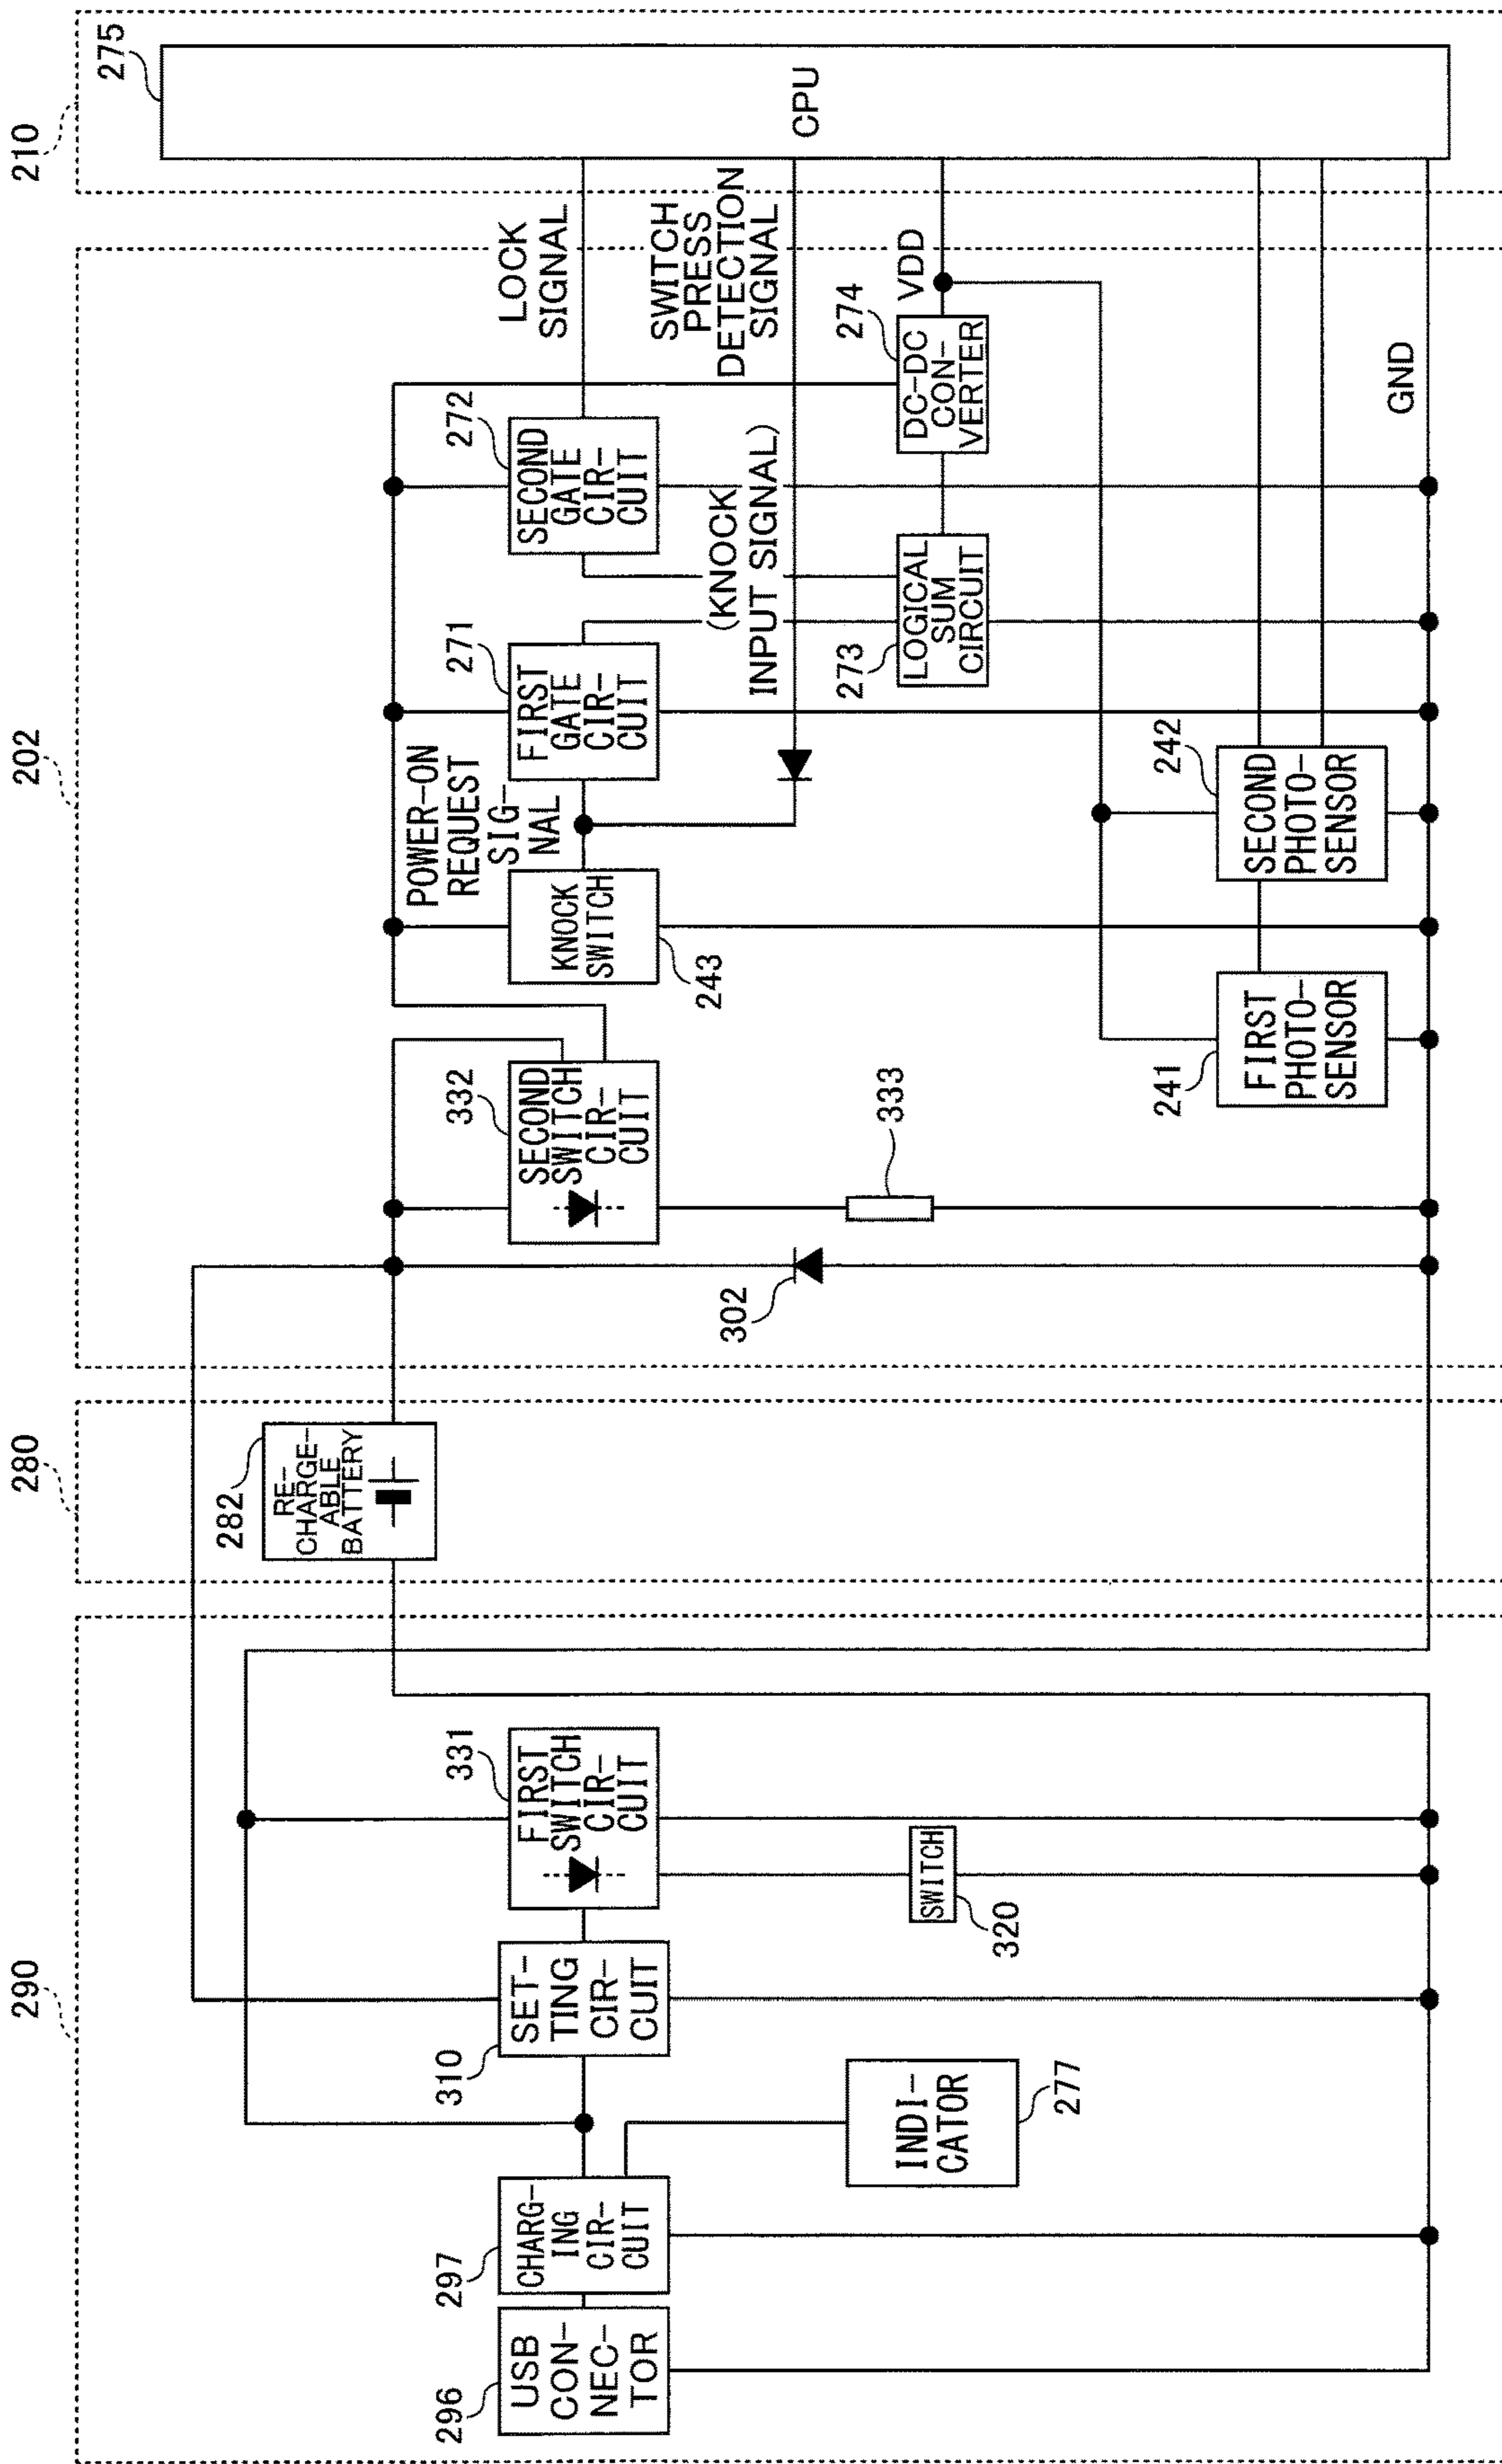 290
280
202
210
296
USB
CON-
NEC-
TOR
297
CHARG-
ING
CIR-
CUIT
310
SET-
TING
CIR-
CUIT
331
FIRST
SWITCH
CIR-
CUIT
SWITCH
320
INDI-
CATOR
277
282
RE-
CHARGE-
ABLE
BATTERY
302
332
SECOND
SWITCH
CIR-
CUIT
333
POWER-ON
REQUEST
SIG-
NAL
KNOCK
SWITCH
243
271
FIRST
GATE
CIR-
CUIT
272
SECOND
GATE
CIR-
CUIT
LOCK
SIGNAL
SWITCH
PRESS
DETECTION
SIGNAL
(KNOCK
INPUT SIGNAL)
273
LOGICAL
SUM
CIRCUIT
274
DC-DC
CON-
VERTER
VDD
241
FIRST
PHOTO-
SENSOR
242
SECOND
PHOTO-
SENSOR
GND
275
CPU